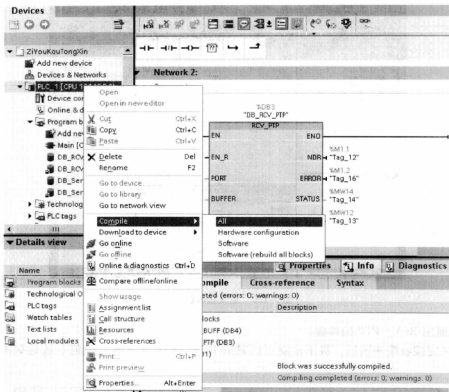 Devices
ZiYouKouTongXin
Add new device
Devices & Networks
PLC_1 [CPU 1
Device co
Online & d
Program b
Add ne
Main [O
DB_RCV
DB_RCV
DB_Ser
DB_Ser
Technolog
PLC tags
Details view
Name
Program blocks
Technological O
PLC tags
Watch tables
Text lists
Local modules
Open
Open in new editor
Cut Ctrl+X
Copy Ctrl+C
Paste Ctrl+V
Delete Del
Rename F2
Go to device
Go to library
Go to network view
Compile
Download to device
Go online
Go offline
Online & diagnostics Ctrl+D
Compare offline/online
Show usage
Assignment list
Call structure
Resources
Cross-references
Print... Ctrl+P
Print preview
Properties... Alt+Enter
All
Hardware configuration
Software
Software (rebuild all blocks)
Network 2:
%DB3
"DB_RCV_PTP"
RCV_PTP
EN ENO
EN_R NDR
%M1.1
"Tag_12"
PORT ERROR
%M1.2
"Tag_16"
BUFFER STATUS
%MW14
"Tag_14"
%MW12
"Tag_13"
Properties Info Diagnostics
ompile Cross-reference Syntax
eted (errors: 0; warnings: 0)
Description
locks
BUFF (DB4)
PTP (DB3)
Block was successfully compiled.
Compiling completed (errors: 0; warnings: 0)